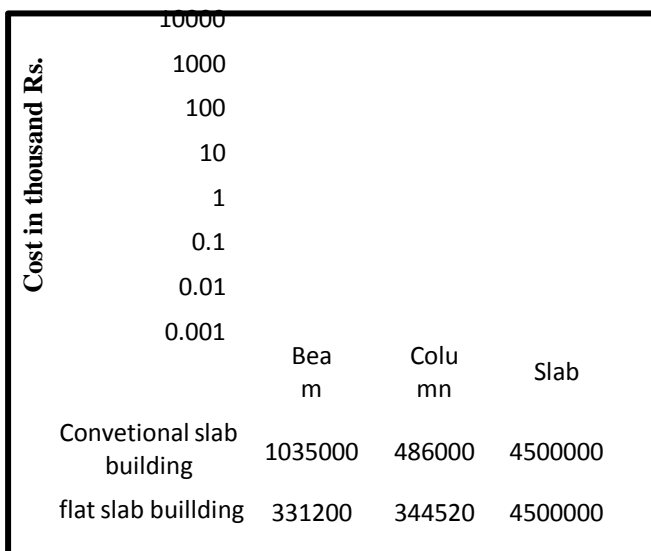 Cost in thousand Rs.
10000
1000
100
10
1
0.1
0.01
0.001
Bea
m
Colu
mn
Slab
Convetional slab
building
1035000 486000 4500000
flat slab buillding 331200 344520 4500000